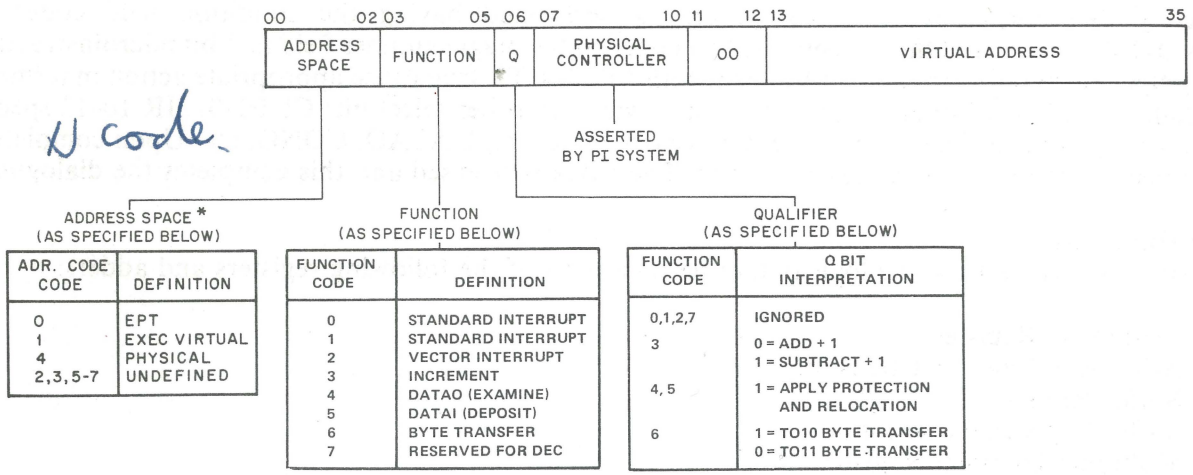 00 02 03 05 06 07 10 11 12 13 35
ADDRESS SPACE FUNCTION Q PHYSICAL CONTROLLER 00 VIRTUAL ADDRESS
ASSERTED
BY PI SYSTEM
code.
ADDRESS SPACE *
(AS SPECIFIED BELOW)
ADR. CODE CODE DEFINITION
0 EPT
1 EXEC VIRTUAL
4 PHYSICAL
2,3,5-7 UNDEFINED
FUNCTION
(AS SPECIFIED BELOW)
FUNCTION CODE DEFINITION
0 STANDARD INTERRUPT
1 STANDARD INTERRUPT
2 VECTOR INTERRUPT
3 INCREMENT
4 DATAO (EXAMINE)
5 DATAI (DEPOSIT)
6 BYTE TRANSFER
7 RESERVED FOR DEC
QUALIFIER
(AS SPECIFIED BELOW)
FUNCTION CODE Q BIT INTERPRETATION
0,1,2,7 IGNORED
3 0 = ADD + 1
1 = SUBTRACT + 1
4, 5 1 = APPLY PROTECTION
AND RELOCATION
6 1 = TO10 BYTE TRANSFER
0 = TO11 BYTE TRANSFER